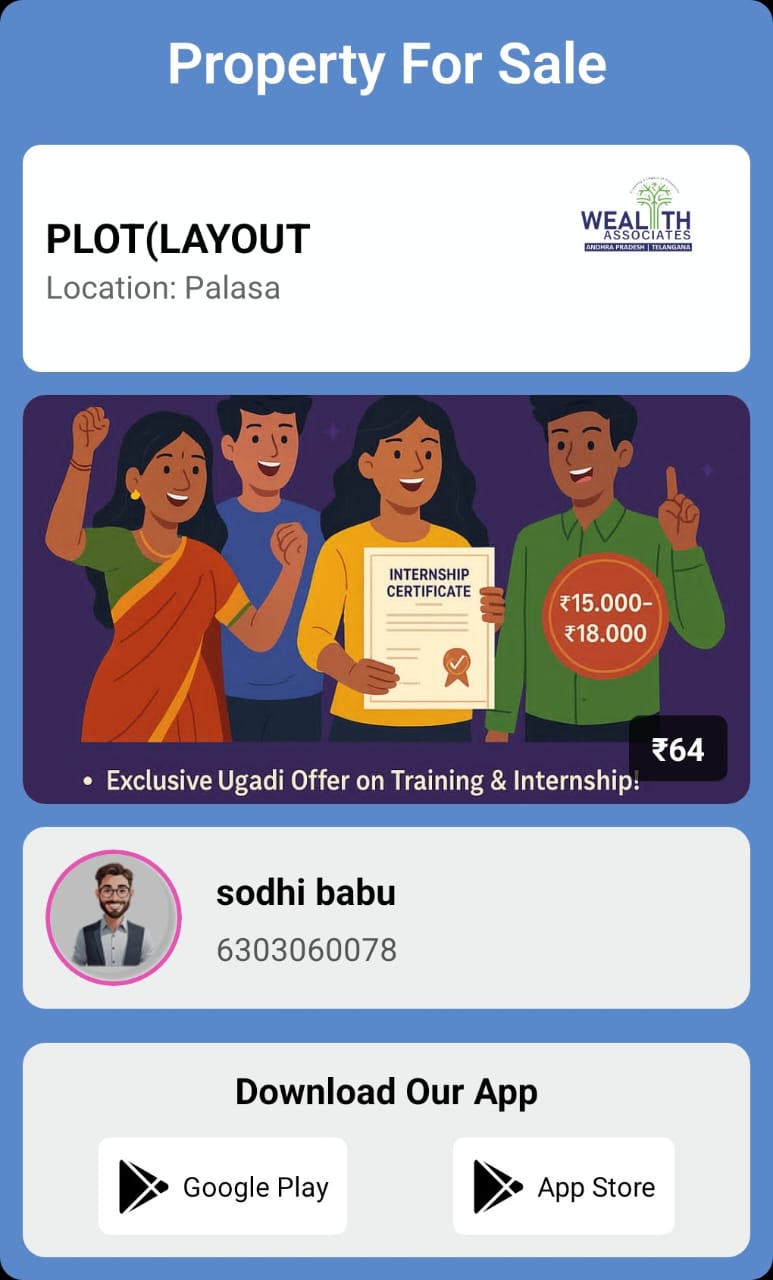 Property For Sale
PLOT(LAYOUT
Location: Palasa
WEALTH
ASSOCIATES
ANDHRA PRADESH | TELANGANA
INTERNSHIP
CERTIFICATE
₹15.000–
₹18.000
₹64
• Exclusive Ugadi Offer on Training & Internship!
sodhi babu
6303060078
Download Our App
Google Play
App Store